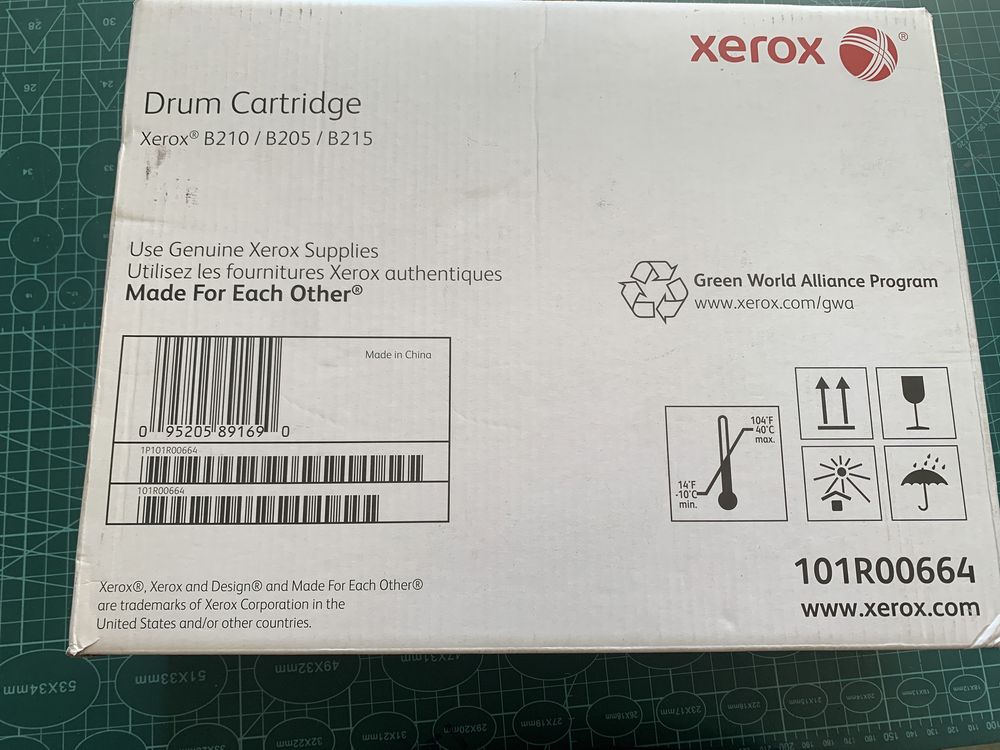 xerox®
Drum Cartridge
Xerox® B210 / B205 / B215
Use Genuine Xerox Supplies
Utilisez les fournitures Xerox authentiques
Made For Each Other®
Green World Alliance Program
www.xerox.com/gwa
Made in China
0 95205 89169 0
1P101R00664
101R00664
104°F
40°C
max.
14°F
-10°C
min.
101R00664
www.xerox.com
Xerox®, Xerox and Design® and Made For Each Other®
are trademarks of Xerox Corporation in the
United States and/or other countries.
53X34mm
51X33mm
49X32mm